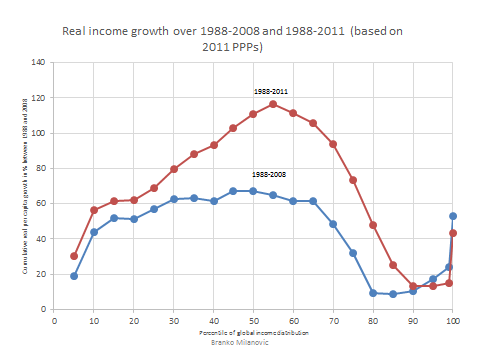 Real income growth over 1988-2008 and 1988-2011 (based on
2011 PPPs)
140
120
100
80
60
40
20
0
1988-2011
1988-2008
0 10 20 30 40 50 60 70 80 90 100
Percentile of global income distribution
Branko Milanovic